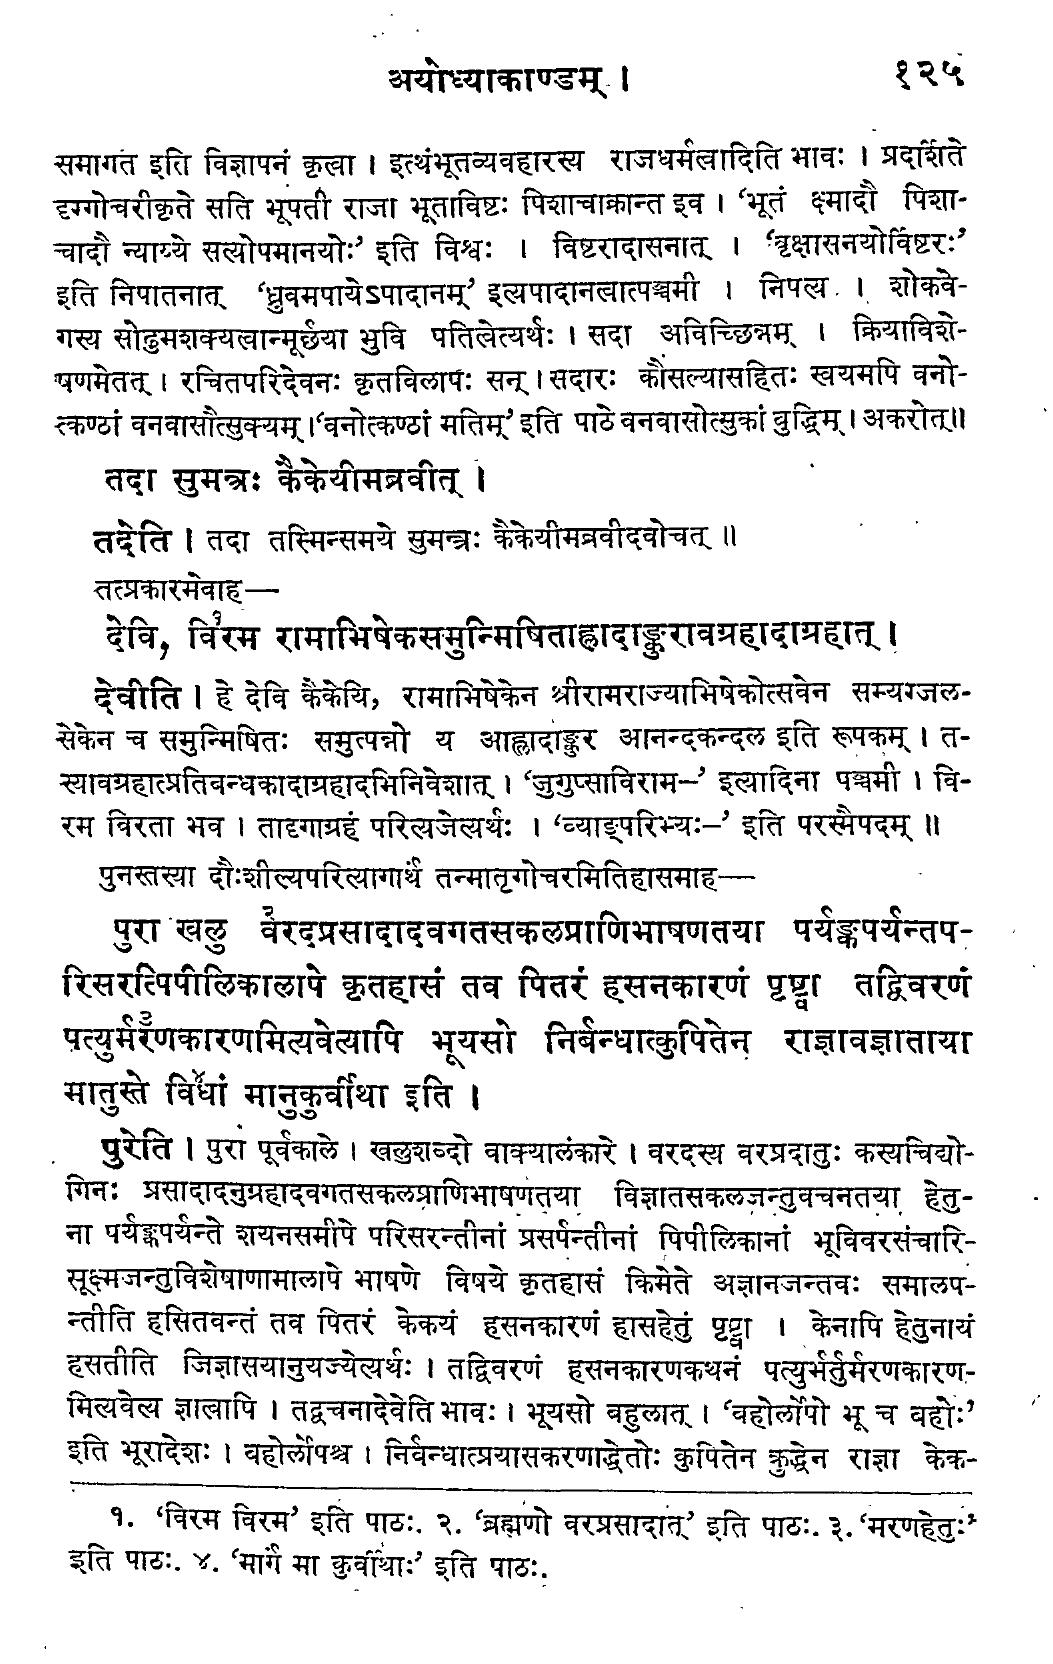 अयोध्याकाण्डम् । १२५
समागत इति विज्ञापनं कृत्वा । इत्थंभूतव्यवहारस्य राजधर्मत्वादिति भावः । प्रदर्शिते
दृग्गोचरीकृते सति भूपती राजा भूताविष्टः पिशाचाक्रान्त इव । ‘भूतं क्ष्मादौ पिशा-
चादौ न्याय्ये सत्योपमानयोः’ इति विश्वः । विष्टरादासनात् । ‘वृक्षासनयोर्विष्टरः’
इति निपातनात् ‘ध्रुवमपायेऽपादानम्’ इत्यपादानत्वात्पञ्चमी । निपत्य । शोकवे-
गस्य सोढुमशक्यत्वान्मूर्छया भुवि पतित्वेत्यर्थः । सदा अविच्छिन्नम् । क्रियाविशे-
षणमेतत् । रचितपरिदेवनः कृतविलापः सन् । सदारः कौसल्यासहितः स्वयमपि वनो-
त्कण्ठां वनवासौत्सुक्यम् । ‘वनोत्कण्ठां मतिम्’ इति पाठे वनवासोत्सुकां बुद्धिम् । अकरोत् ॥
तदा सुमन्त्रः कैकेयीमब्रवीत् ।
तदेति । तदा तस्मिन्समये सुमन्त्रः कैकेयीमब्रवीदवोचत् ॥
तत्प्रकारमेवाह—
देवि, विरम रामाभिषेकसमुन्मिषिताह्लादाङ्कुरावग्रहादाग्रहात् ।
देवीति । हे देवि कैकेयि, रामाभिषेकेन श्रीरामराज्याभिषेकोत्सवेन सम्यग्जल-
सेकेन च समुन्मिषितः समुत्पन्नो य आह्लादाङ्कुर आनन्दकन्दल इति रूपकम् । त-
स्यावग्रहात्प्रतिबन्धकादाग्रहादभिनिवेशात् । ‘जुगुप्साविराम–’ इत्यादिना पञ्चमी । वि-
रम विरता भव । तादृगाग्रहं परित्यजेत्यर्थः । ‘व्याङ्परिभ्यः–’ इति परस्मैपदम् ॥
पुनस्तस्या दौःशील्यपरित्यागार्थं तन्मातृगोचरमितिहासमाह—
पुरा खलु वरदप्रसादादवगतसकलप्राणिभाषणतया पर्यङ्कपर्यन्तप-
रिसरत्पिपीलिकालापे कृतहासं तव पितरं हसनकारणं पृष्ट्वा तद्विवरणं
पत्युर्मरणकारणमित्यवेत्यापि भूयसो निर्बन्धात्कुपितेन राज्ञावज्ञाताया
मातुस्ते विधां मानुकुर्वीथा इति ।
पुरेति । पुरा पूर्वकाले । खलुशब्दो वाक्यालंकारे । वरदस्य वरप्रदातुः कस्यचिद्यो-
गिनः प्रसादादनुग्रहादवगतसकलप्राणिभाषणतया विज्ञातसकलजन्तुवचनतया हेतु-
ना पर्यङ्कपर्यन्ते शयनसमीपे परिसरन्तीनां प्रसर्पन्तीनां पिपीलिकानां भूविवरसंचारि-
सूक्ष्मजन्तुविशेषाणामालापे भाषणे विषये कृतहासं किमेते अज्ञानजन्तवः समालप-
न्तीति हसितवन्तं तव पितरं केकयं हसनकारणं हासहेतुं पृष्ट्वा । केनापि हेतुनायं
हसतीति जिज्ञासयानुयज्येत्यर्थः । तद्विवरणं हसनकारणकथनं पत्युर्भर्तुर्मरणकारण-
मित्यवेत्य ज्ञात्वापि । तद्वचनादेवेति भावः । भूयसो बहुलात् । ‘बहोर्लोपो भू च बहोः’
इति भूरादेशः । बहोर्लोपश्च । निर्बन्धात्प्रयासकरणाद्धेतोः कुपितेन क्रुद्धेन राज्ञा केक-
१. ‘विरम विरम’ इति पाठः. २. ‘ब्रह्मणो वरप्रसादात्’ इति पाठः. ३. ‘मरणहेतुः’
इति पाठः. ४. ‘मार्गं मा कुर्वीथाः’ इति पाठः.